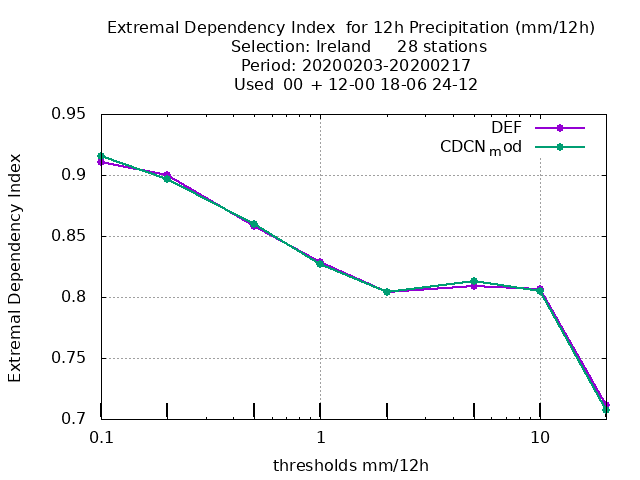 Extremal Dependency Index  for 12h Precipitation (mm/12h)
Selection: Ireland     28 stations
Period: 20200203-20200217
Used  00  + 12-00 18-06 24-12
0.95
0.9
0.85
0.8
0.75
0.7
Extremal Dependency Index
DEF
CDCNmod
0.1
1
10
thresholds mm/12h